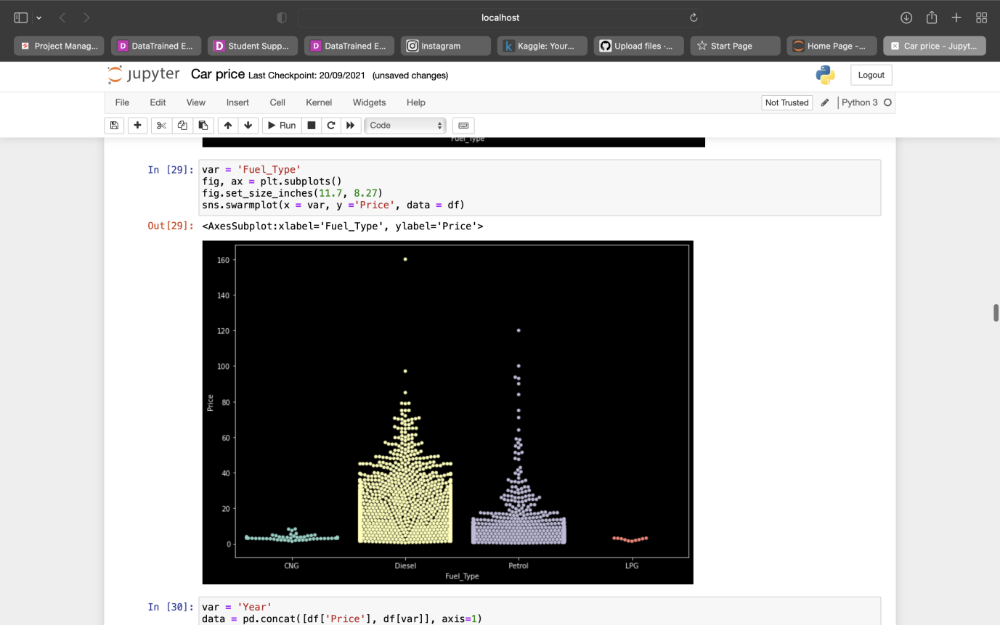 localhost
Project Manag...
DataTrained E...
Student Supp...
DataTrained E...
Instagram
Kaggle: Your...
Upload files ·...
Start Page
Home Page -...
Car price - Jupyt...
jupyter Car price Last Checkpoint: 20/09/2021 (unsaved changes)
Logout
File Edit View Insert Cell Kernel Widgets Help
Not Trusted
Python 3
Run
Code
Fuel_Type
In [29]:
var = 'Fuel_Type'
fig, ax = plt.subplots()
fig.set_size_inches(11.7, 8.27)
sns.swarmplot(x = var, y ='Price', data = df)
Out[29]: <AxesSubplot:xlabel='Fuel_Type', ylabel='Price'>
160
140
120
100
80
60
40
20
0
Price
CNG Diesel Petrol LPG
Fuel_Type
In [30]:
var = 'Year'
data = pd.concat([df['Price'], df[var]], axis=1)